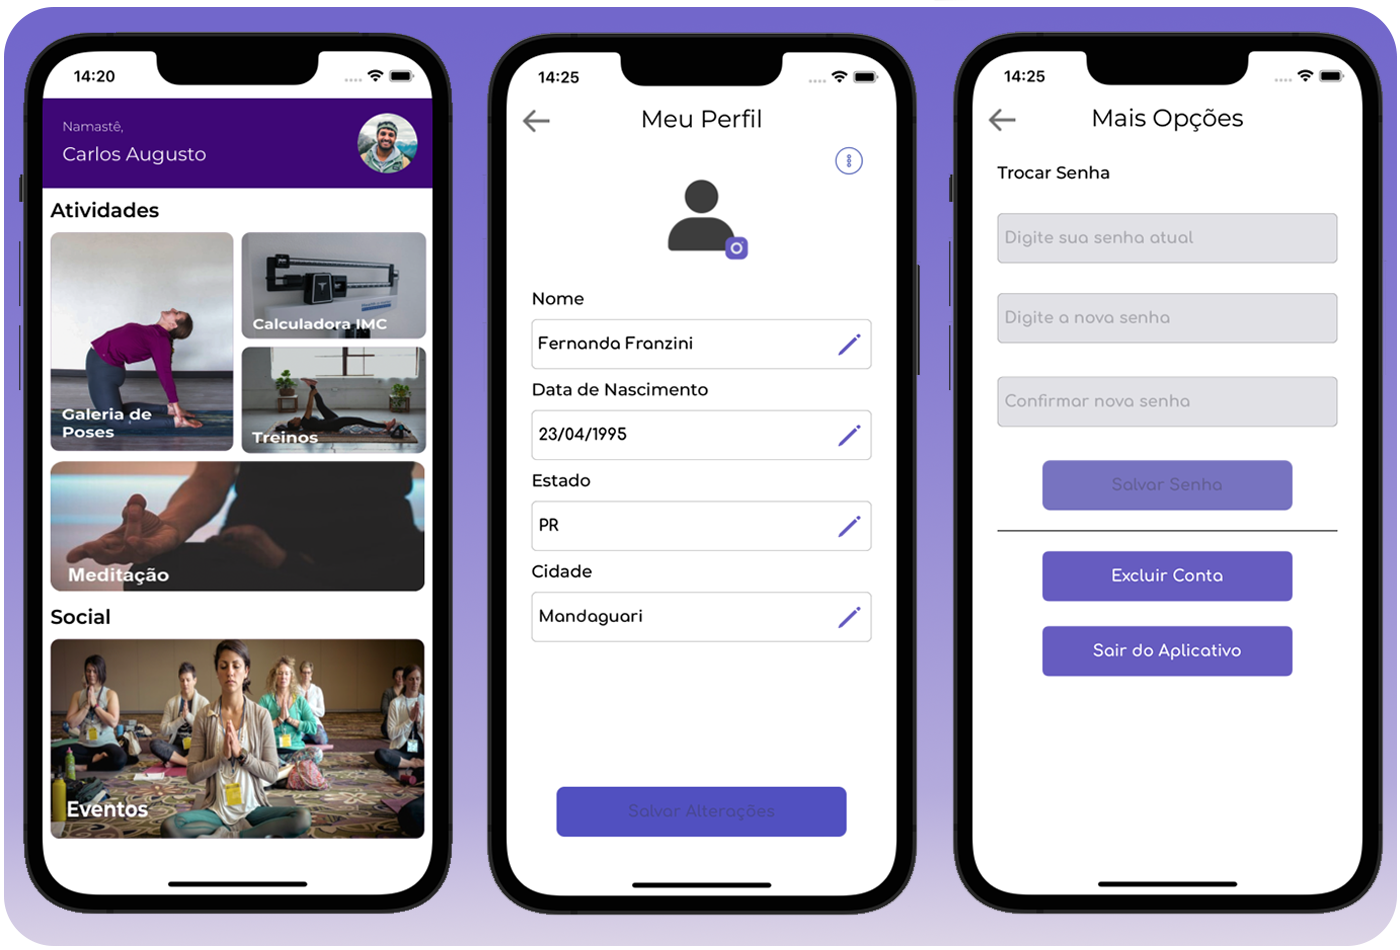 14:20
Namastê,
Carlos Augusto
Atividades
Galeria de
Poses
Calculadora IMC
Treinos
Meditação
Social
Eventos
14:25
Meu Perfil
Nome
Fernanda Franzini
Data de Nascimento
23/04/1995
Estado
PR
Cidade
Mandaguari
Salvar Alterações
14:25
Mais Opções
Trocar Senha
Digite sua senha atual
Digite a nova senha
Confirmar nova senha
Salvar Senha
Excluir Conta
Sair do Aplicativo